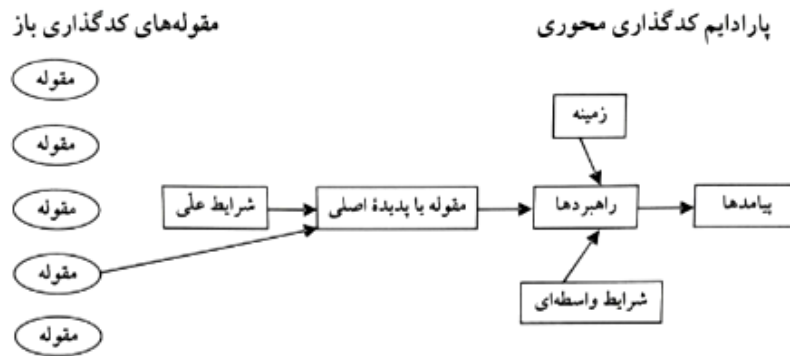 پارادایم کدگذاری محوری
مقوله‌های کدگذاری باز
مقوله
زمینه
مقوله
مقوله
شرایط علّی
مقوله یا پدیدهٔ اصلی
راهبردها
پیامدها
مقوله
شرایط واسطه‌ای
مقوله